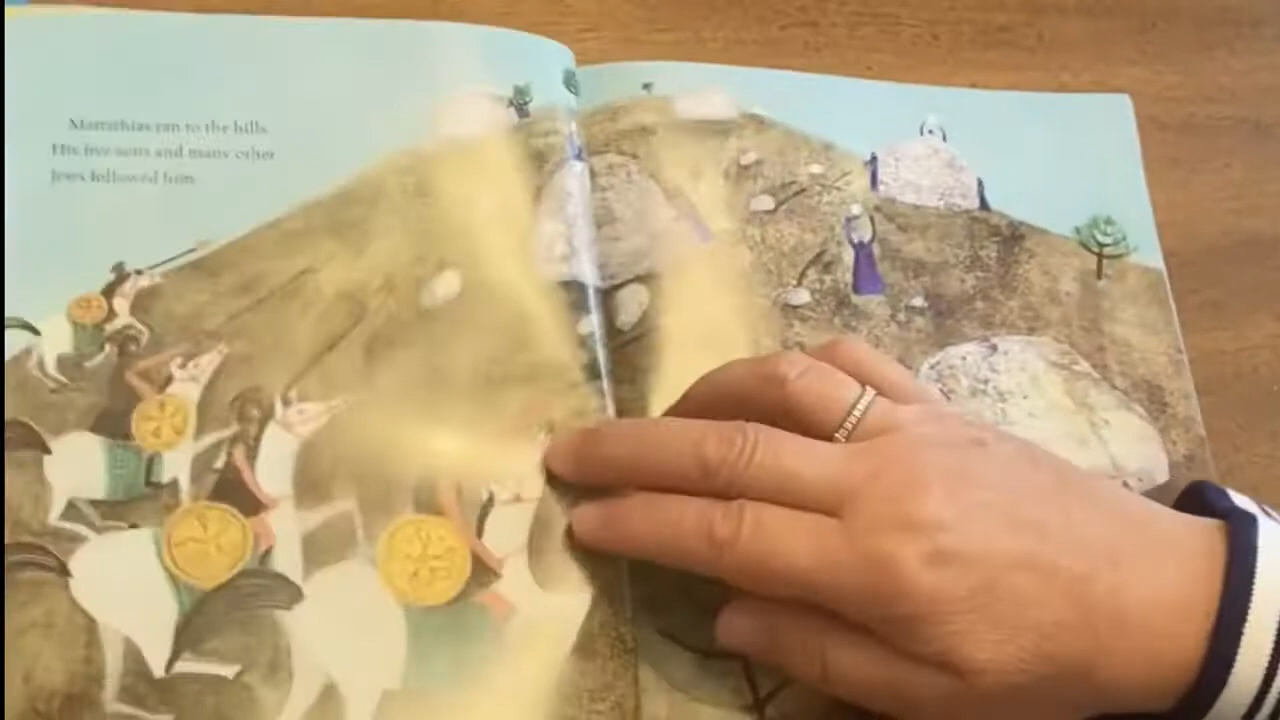 Mattathias ran to the hills.
His five sons and many other
Jews followed him.